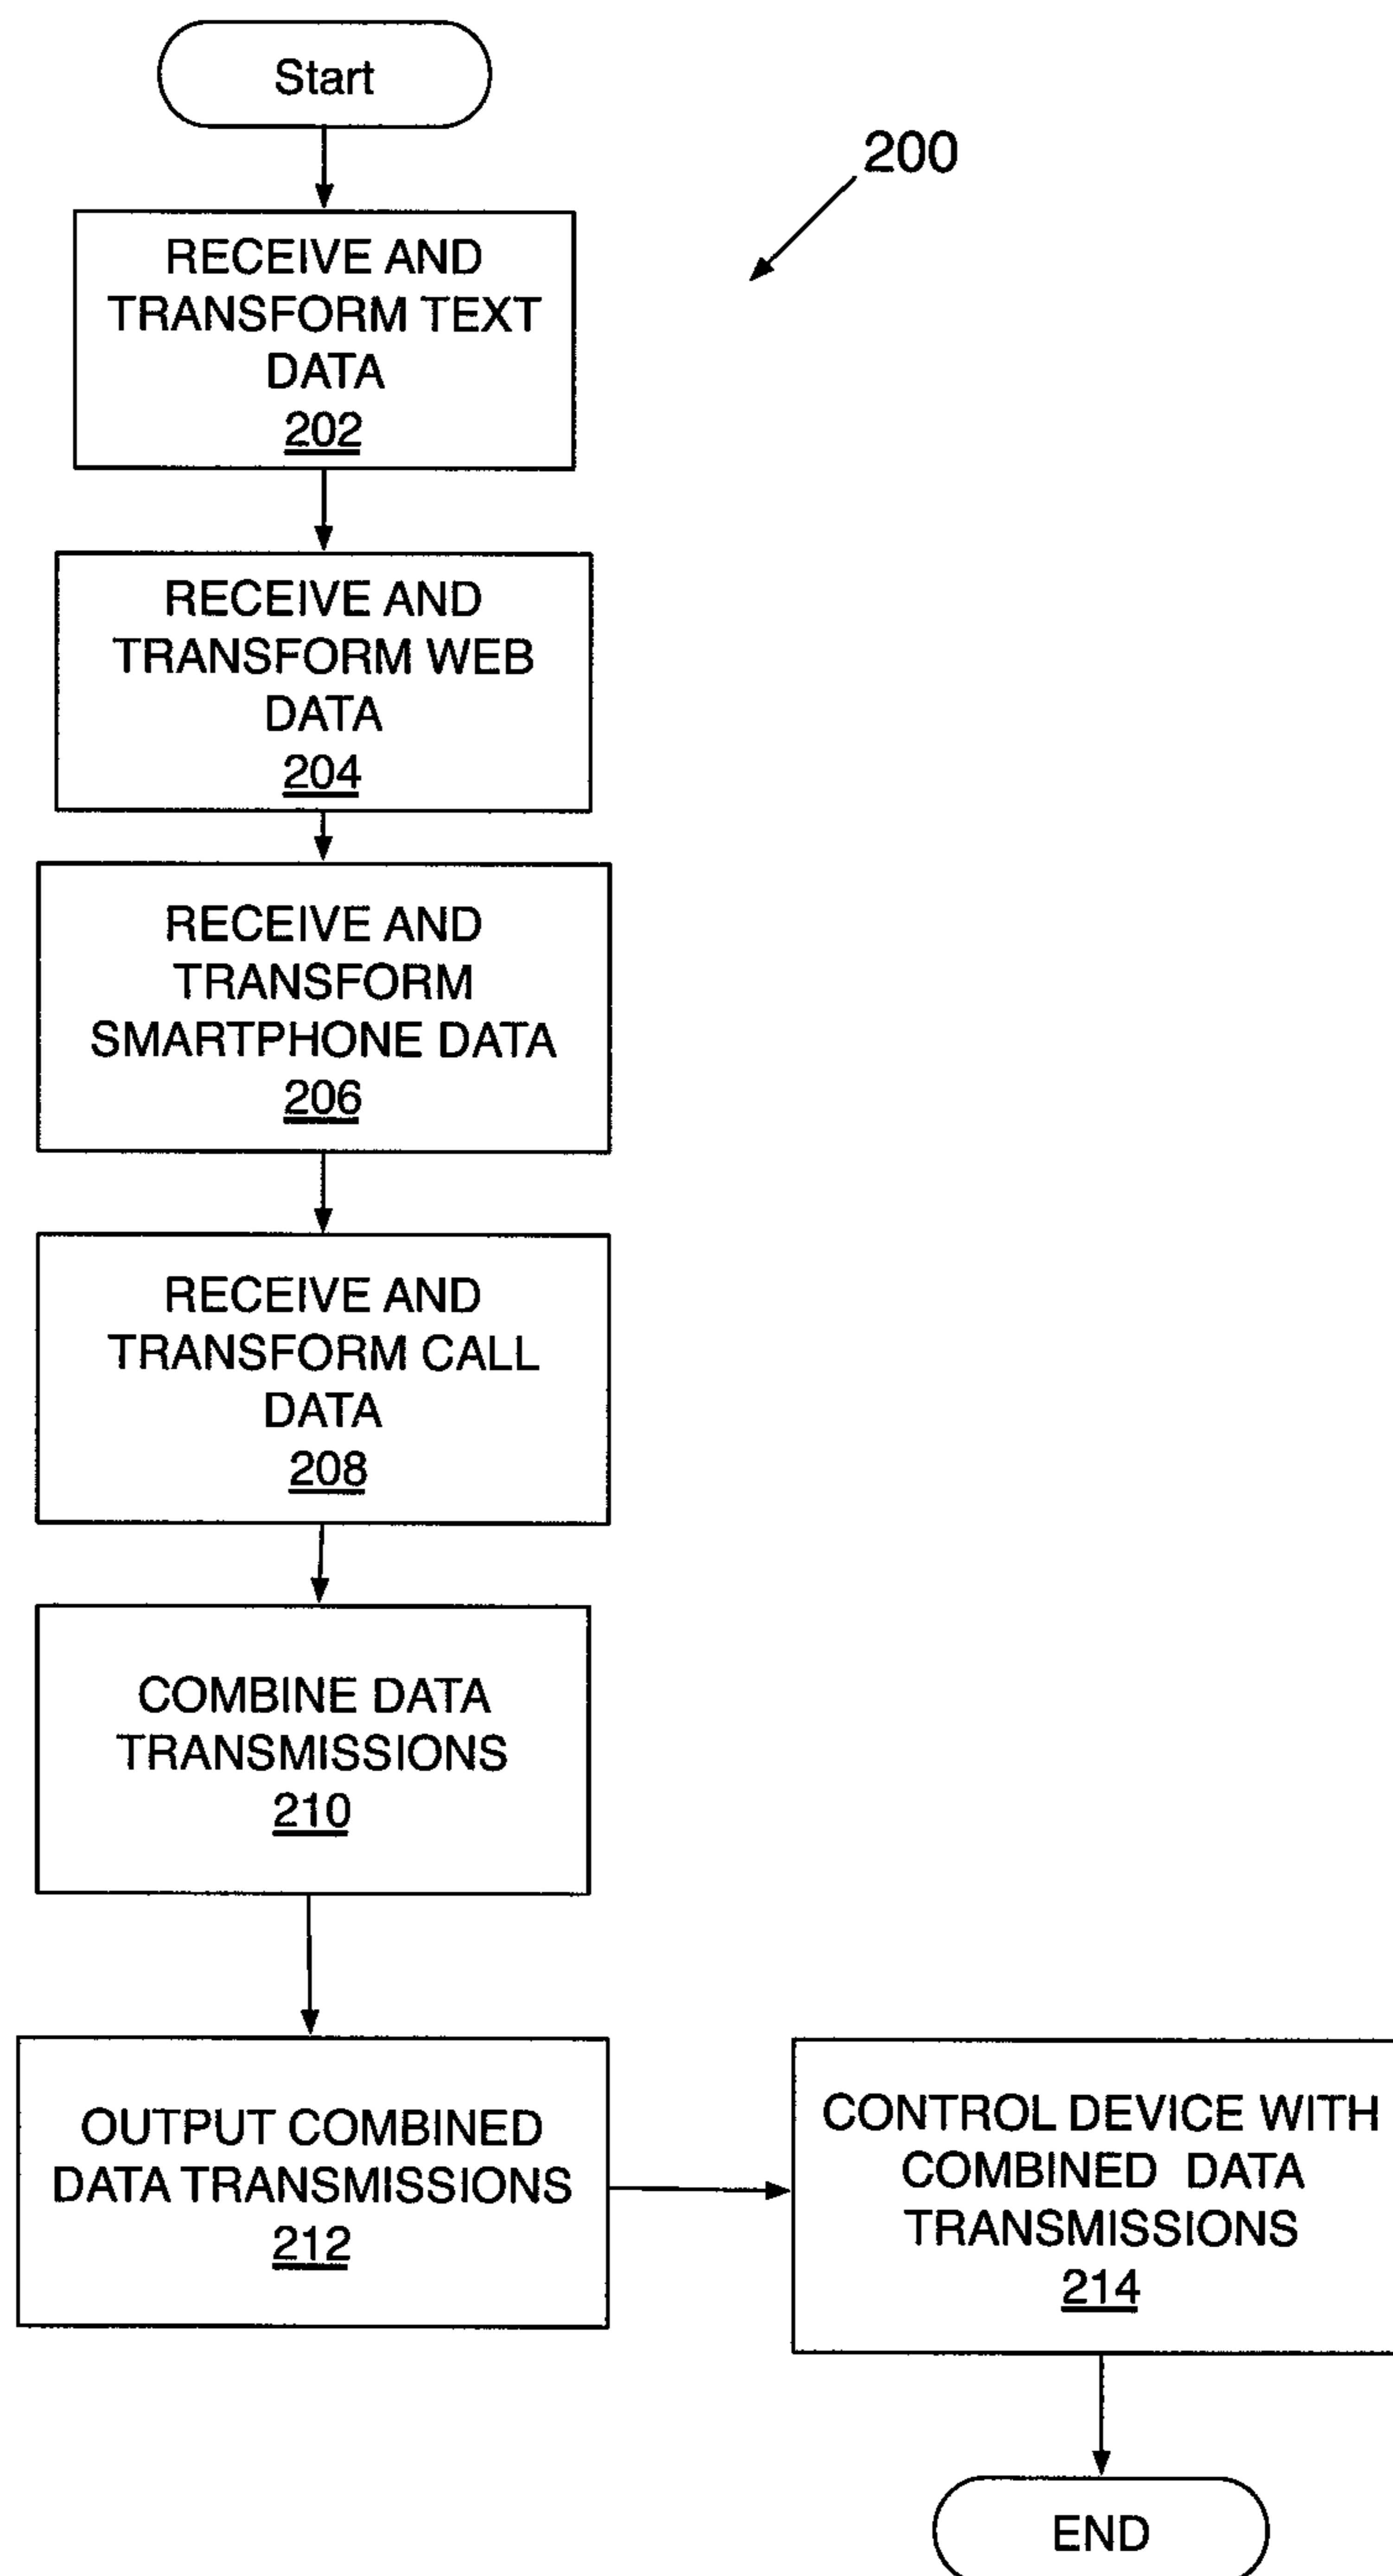 Start
200
RECEIVE AND
TRANSFORM TEXT
DATA
202
RECEIVE AND
TRANSFORM WEB
DATA
204
RECEIVE AND
TRANSFORM
SMARTPHONE DATA
206
RECEIVE AND
TRANSFORM CALL
DATA
208
COMBINE DATA
TRANSMISSIONS
210
OUTPUT COMBINED
DATA TRANSMISSIONS
212
CONTROL DEVICE WITH
COMBINED DATA
TRANSMISSIONS
214
END